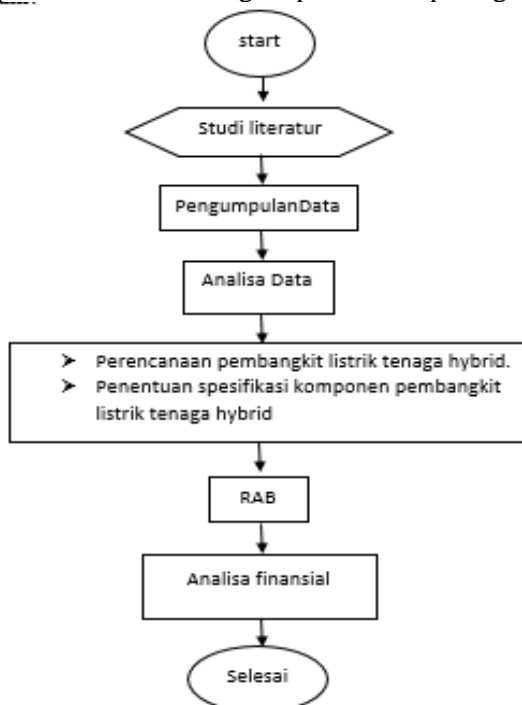 start
Studi literatur
PengumpulanData
Analisa Data
➤ Perencanaan pembangkit listrik tenaga hybrid.
➤ Penentuan spesifikasi komponen pembangkit
listrik tenaga hybrid
RAB
Analisa finansial
Selesai